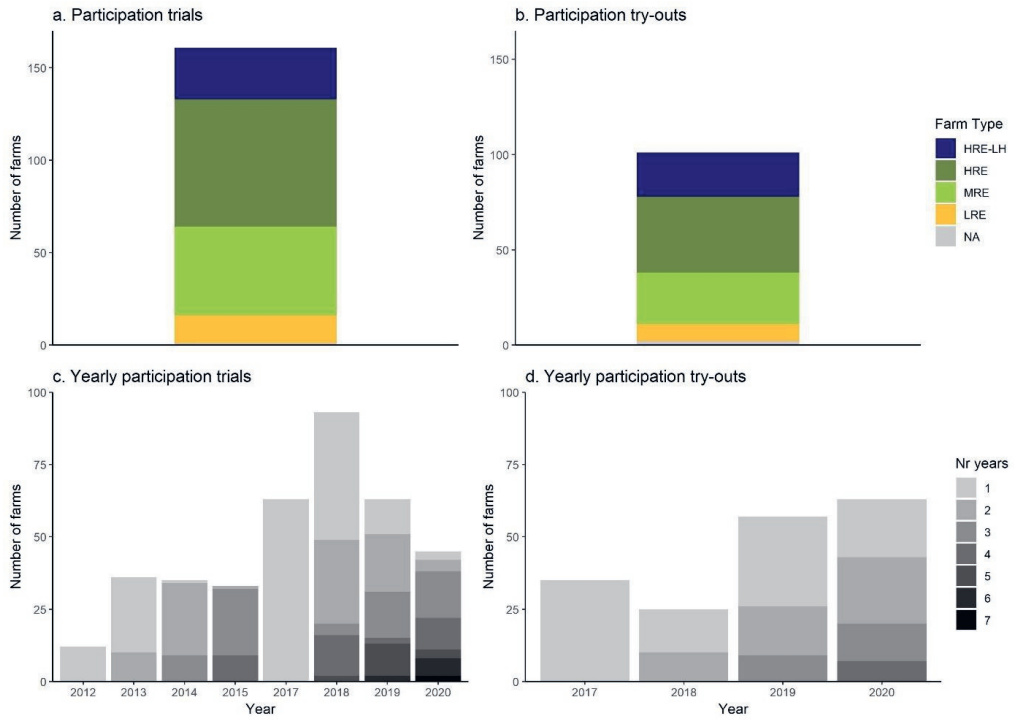 a. Participation trials
150
100
50
0
Number of farms
b. Participation try-outs
150
100
50
0
Number of farms
Farm Type
HRE-LH
HRE
MRE
LRE
NA
c. Yearly participation trials
100
75
50
25
0
Number of farms
2012 2013 2014 2015 2017 2018 2019 2020
Year
d. Yearly participation try-outs
100
75
50
25
0
Number of farms
2017 2018 2019 2020
Year
Nr years
1
2
3
4
5
6
7